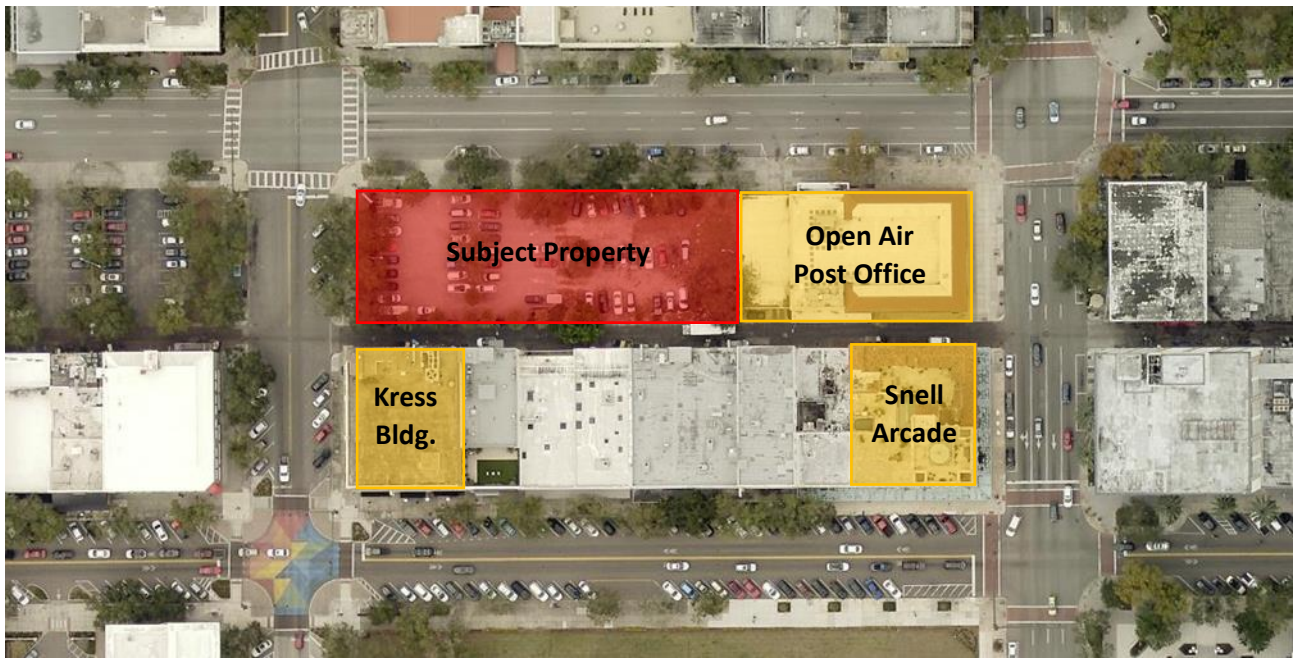 Subject Property
Open Air
Post Office
Kress
Bldg.
Snell
Arcade